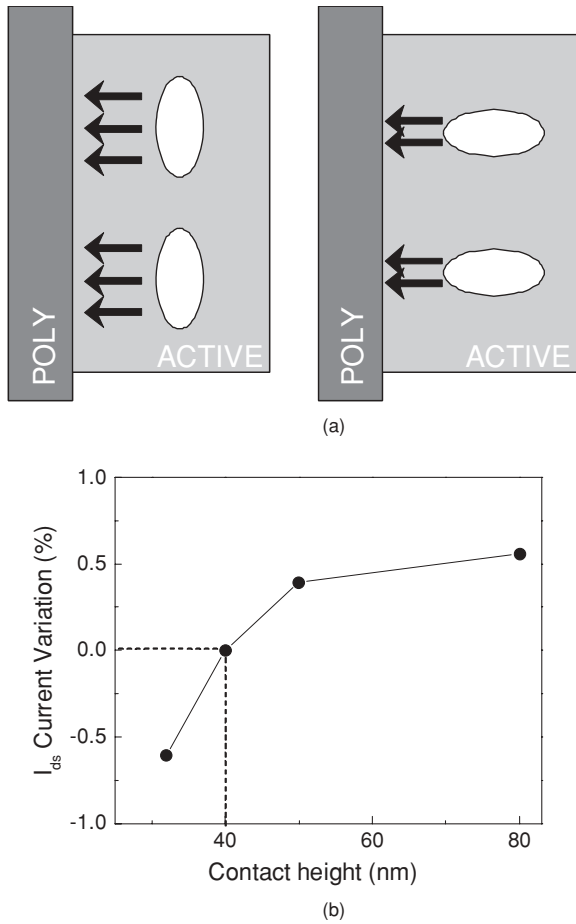 POLY
ACTIVE
POLY
ACTIVE
(a)
1.0
0.5
0.0
-0.5
-1.0
Ids Current Variation (%)
40
60
80
Contact height (nm)
(b)